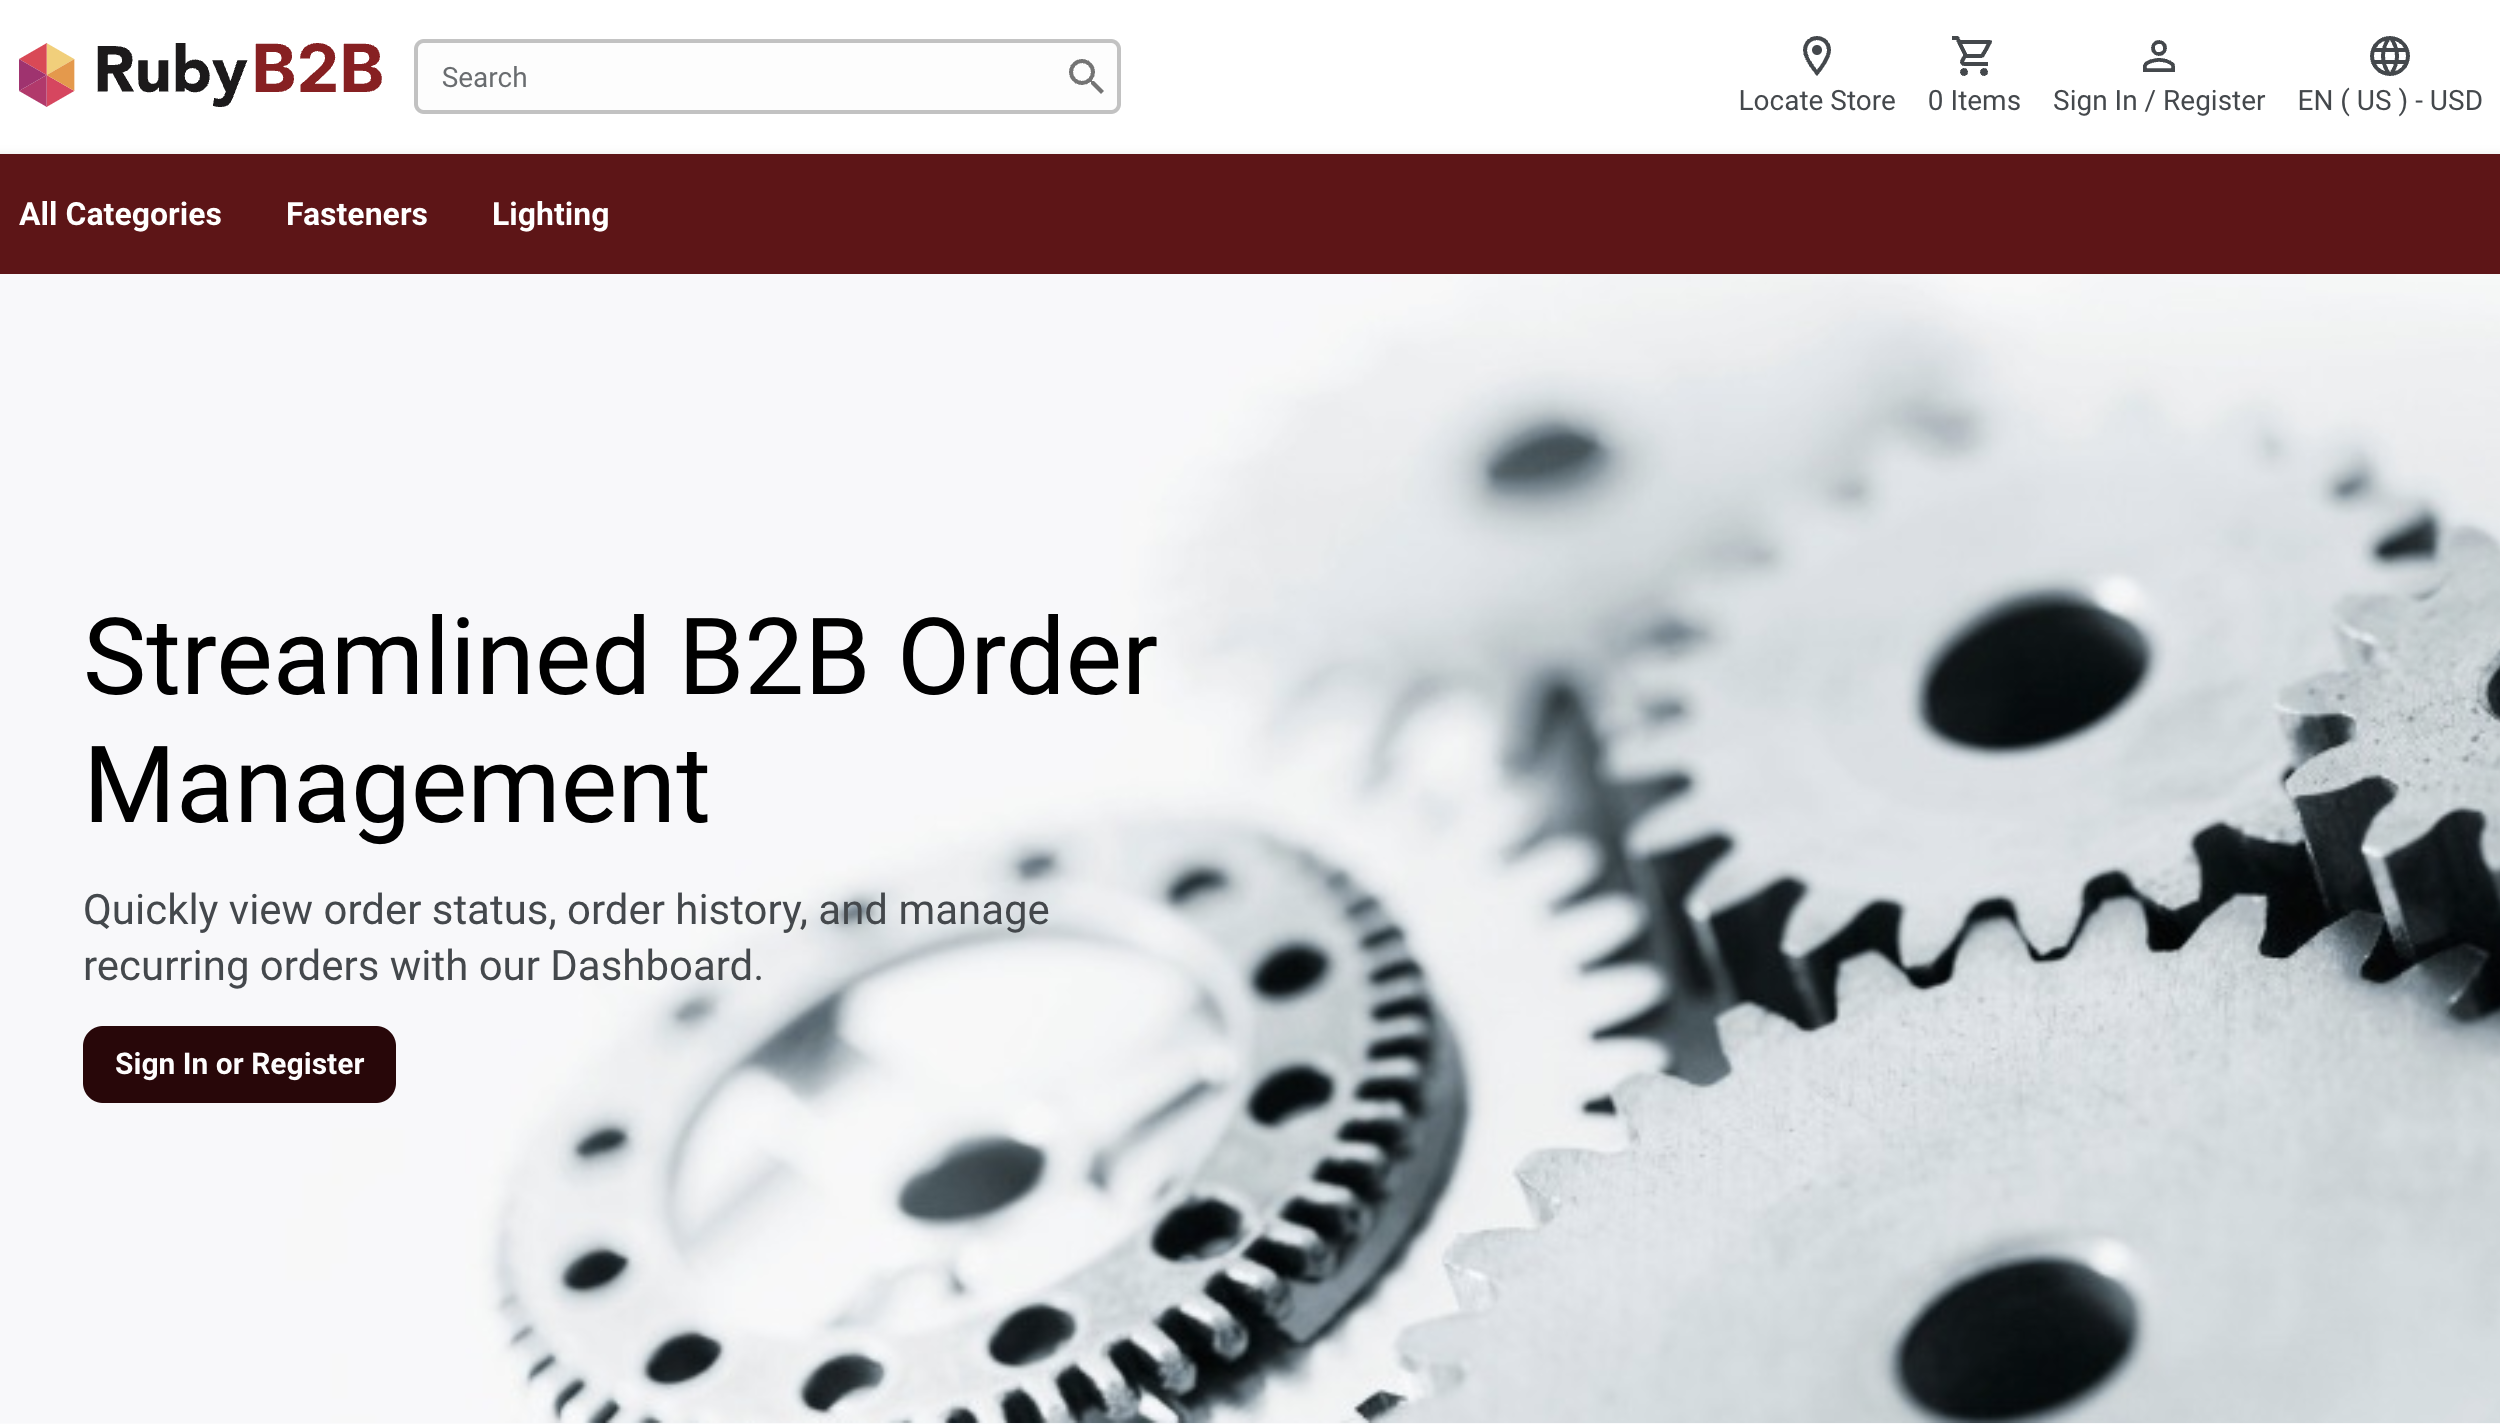 RubyB2B
Search
Locate Store
0 Items
Sign In / Register
EN ( US ) - USD
All Categories
Fasteners
Lighting
Streamlined B2B Order
Management
Quickly view order status, order history, and manage
recurring orders with our Dashboard.
Sign In or Register